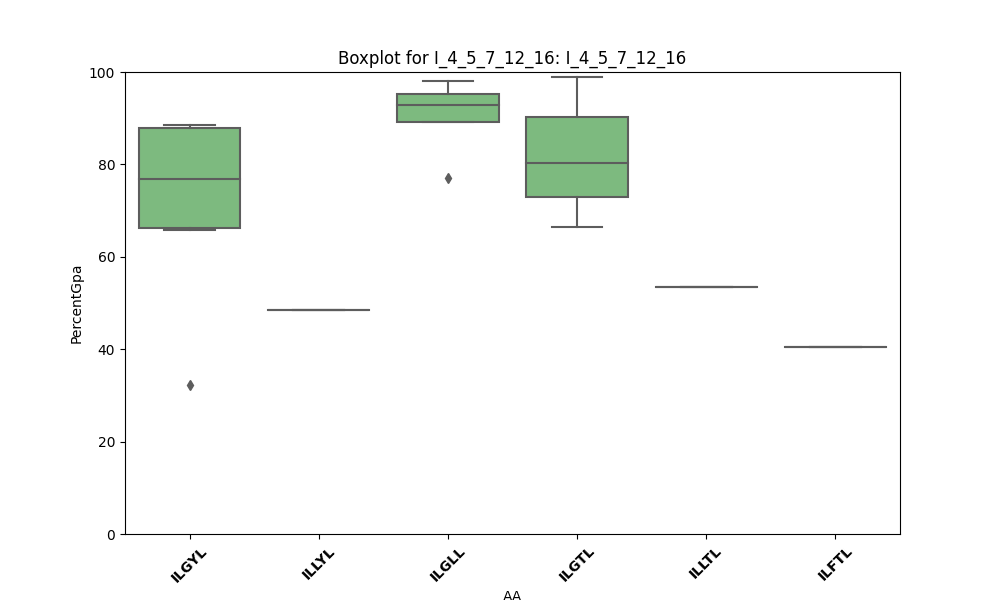 Boxplot for I_4_5_7_12_16: I_4_5_7_12_16
PercentGpa
100
80
60
40
20
0
ILGYL
ILLYL
ILGLL
ILGTL
ILLTL
ILFTL
AA